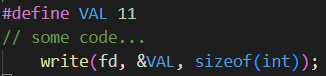 #define VAL 11
// some code...
    write(fd, &VAL, sizeof(int));